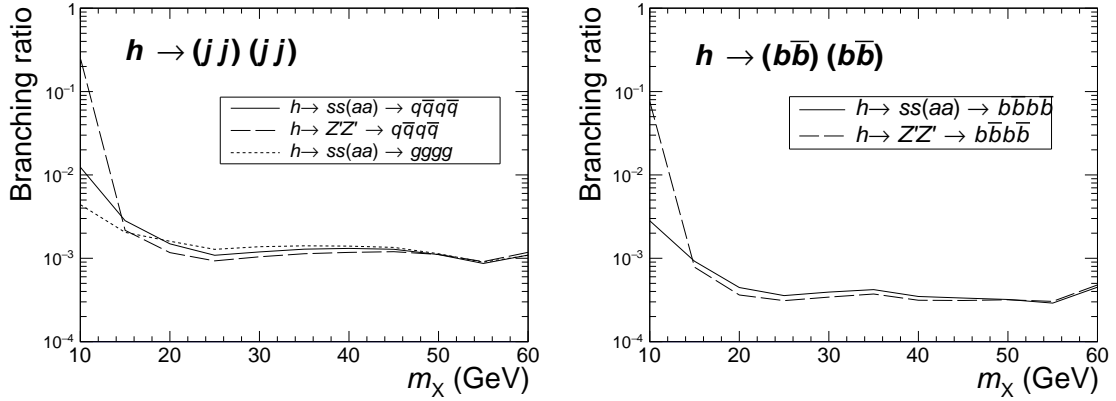 Branching ratio
h → (j j) (j j)
h→ ss(aa) → qq̅qq̅
h→ Z'Z' → qq̅qq̅
h→ ss(aa) → gggg
1
10⁻¹
10⁻²
10⁻³
10⁻⁴
10 20 30 40 50 60
m_X (GeV)
Branching ratio
h → (bb̅) (bb̅)
h→ ss(aa) → bb̅bb̅
h→ Z'Z' → bb̅bb̅
1
10⁻¹
10⁻²
10⁻³
10⁻⁴
10 20 30 40 50 60
m_X (GeV)